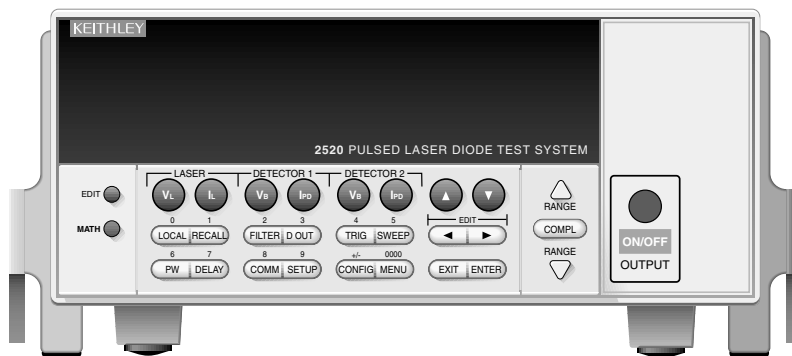 KEITHLEY
2520 PULSED LASER DIODE TEST SYSTEM
LASER DETECTOR 1 DETECTOR 2
EDIT VL IL VB IPD VB IPD ▲ ▼
RANGE
MATH 0 1 2 3 4 5 EDIT
LOCAL RECALL FILTER D OUT TRIG SWEEP ◄ ► COMPL
ON/OFF
6 7 8 9 +/- 0000 RANGE
OUTPUT
PW DELAY COMM SETUP CONFIG MENU EXIT ENTER